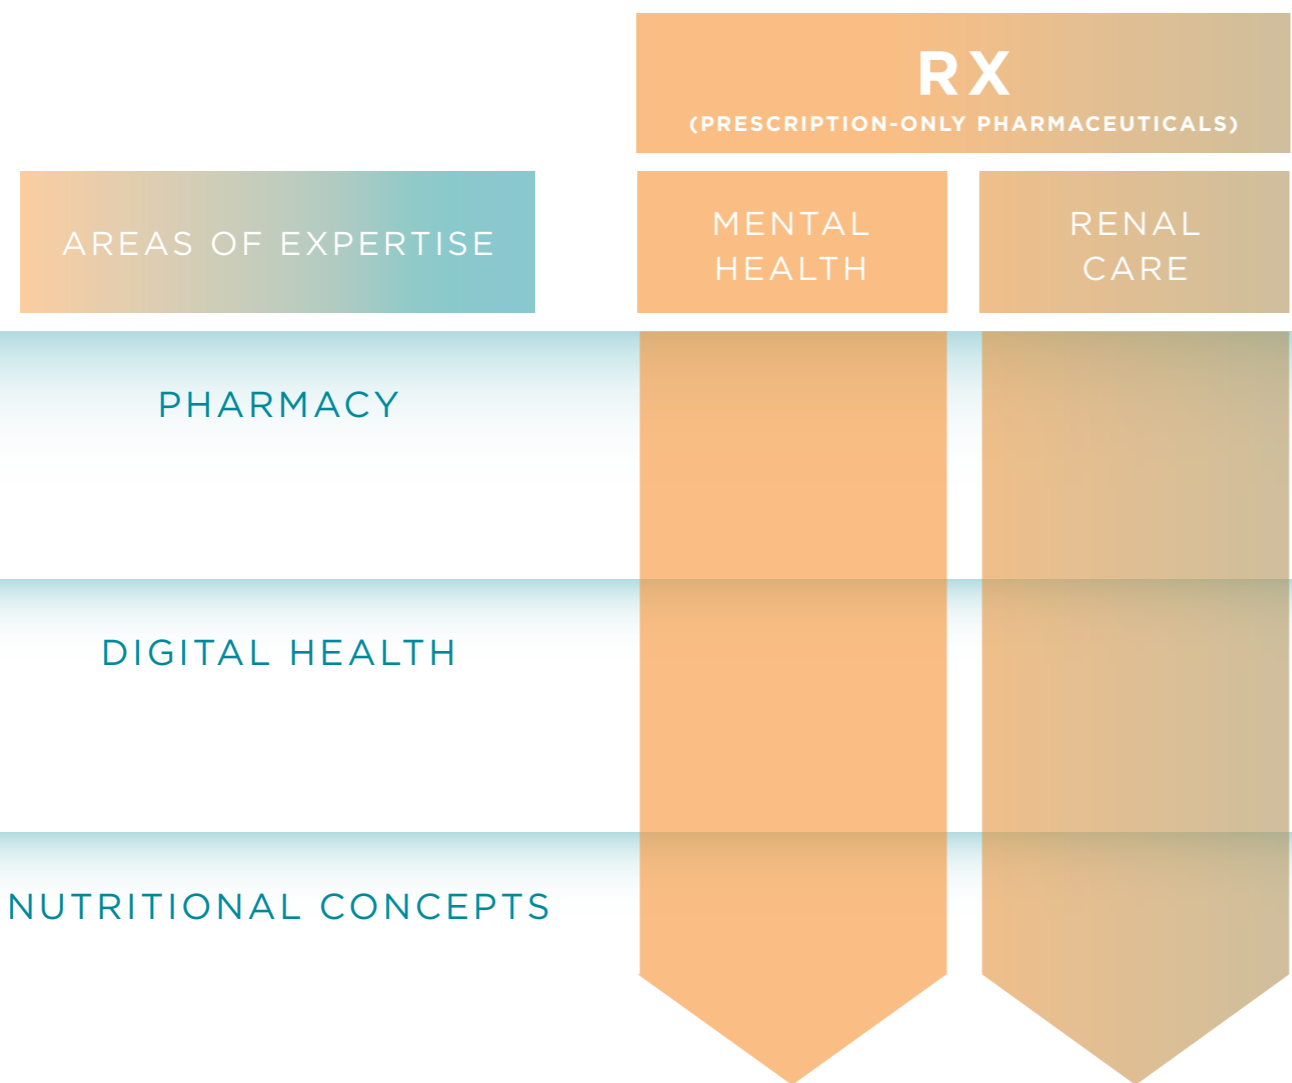 RX
(PRESCRIPTION-ONLY PHARMACEUTICALS)
AREAS OF EXPERTISE
MENTAL
HEALTH
RENAL
CARE
PHARMACY
DIGITAL HEALTH
NUTRITIONAL CONCEPTS